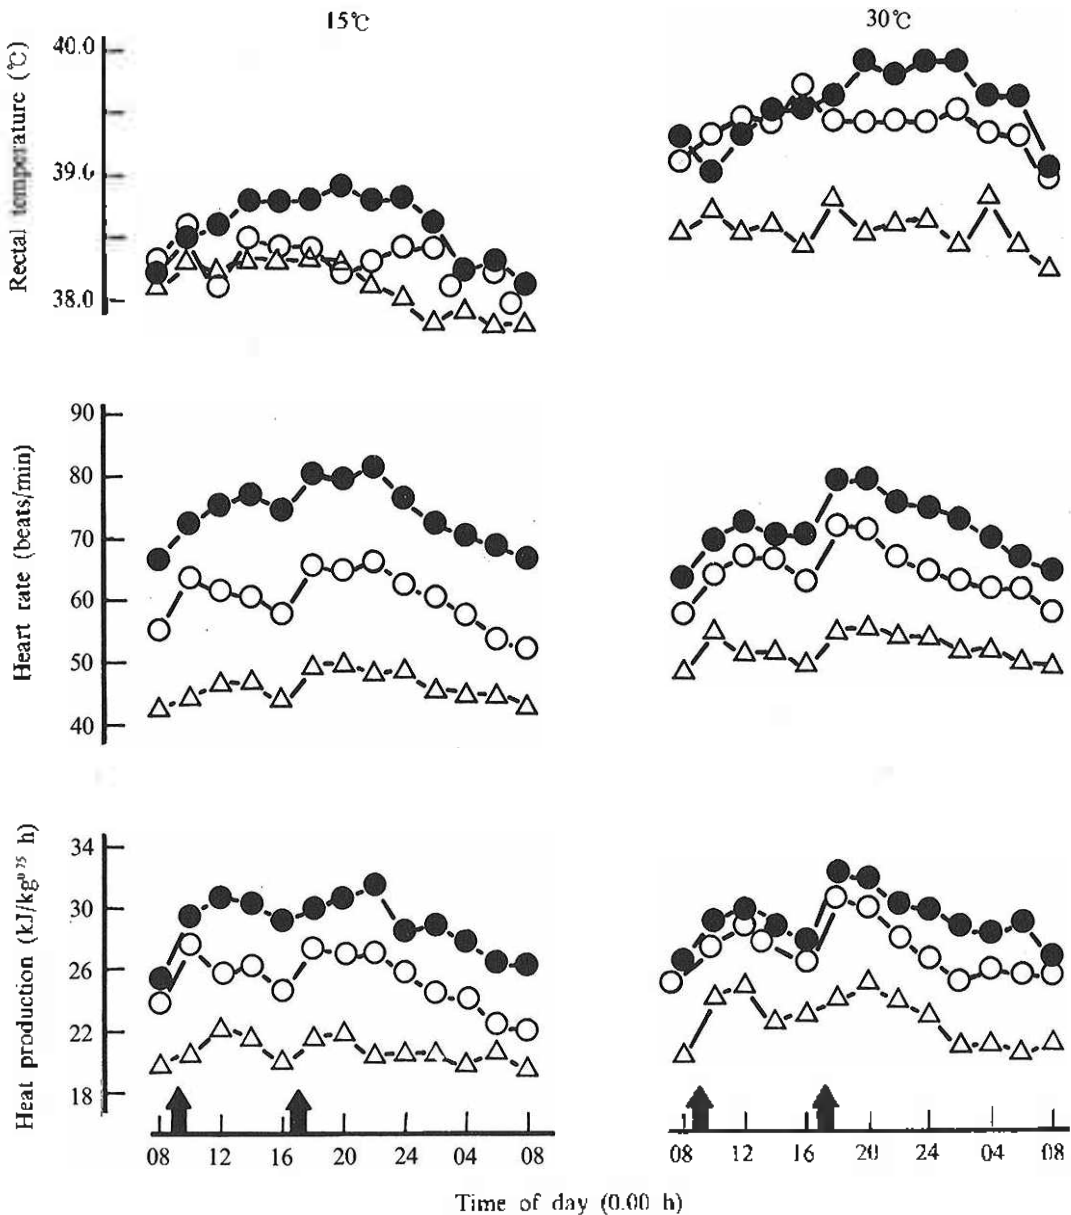 15℃
30℃
Rectal temperature (℃)
40.0
39.6
38.0
Heart rate (beats/min)
90
80
70
60
50
40
Heat production (kJ/kg⁰·⁷⁵ h)
34
30
26
22
18
08 12 16 20 24 04 08
08 12 16 20 24 04 08
Time of day (0.00 h)